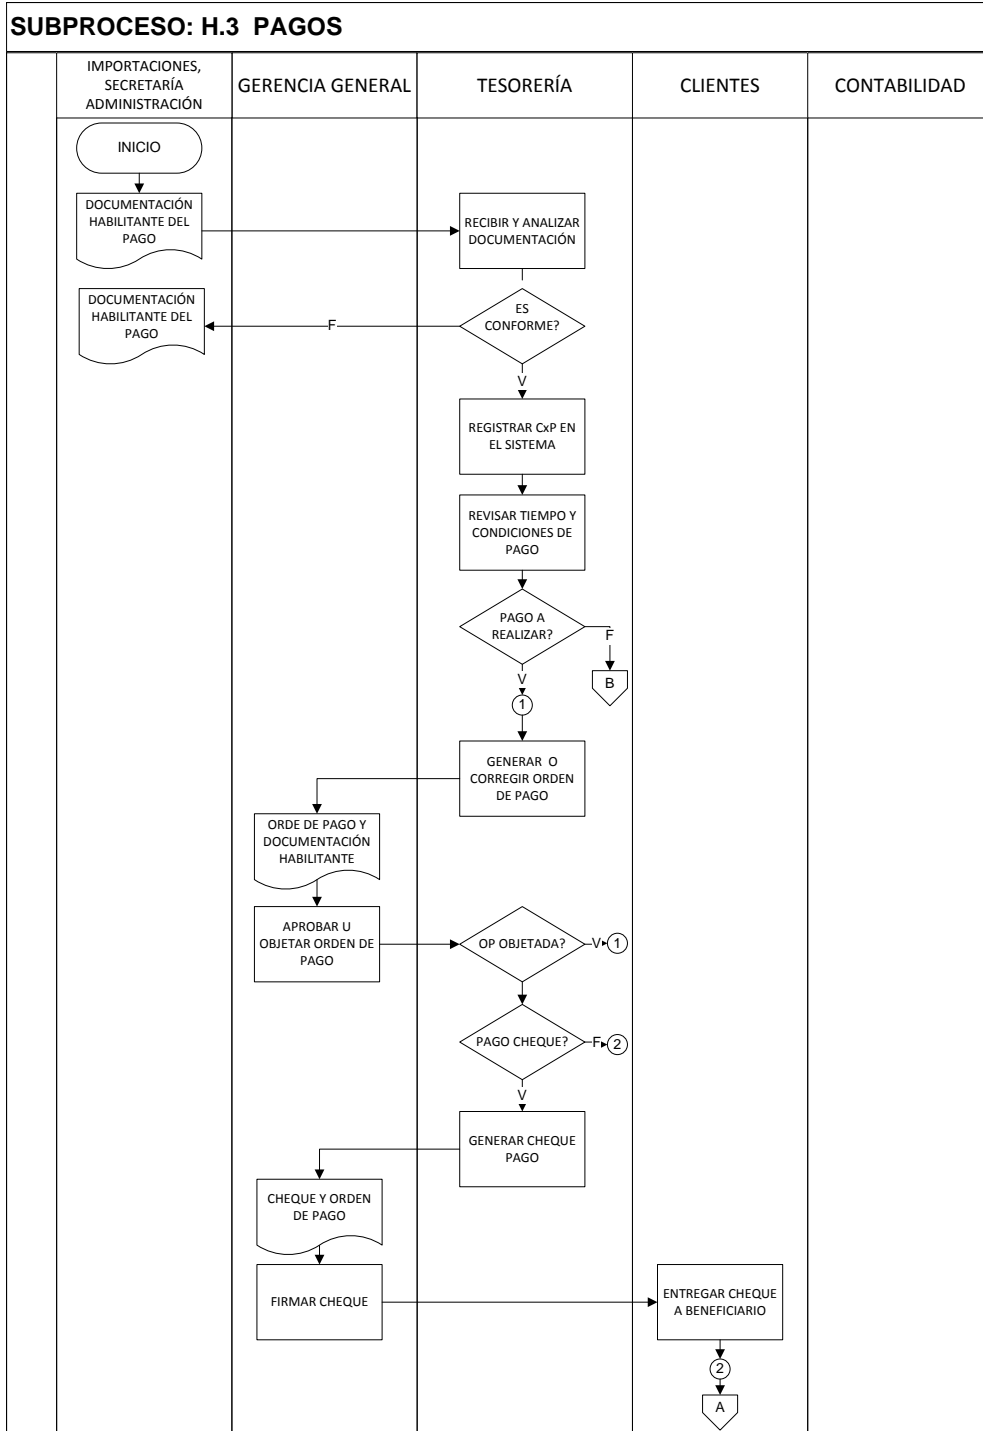 SUBPROCESO: H.3 PAGOS
IMPORTACIONES,
SECRETARÍA
ADMINISTRACIÓN
GERENCIA GENERAL
TESORERÍA
CLIENTES
CONTABILIDAD
INICIO
DOCUMENTACIÓN
HABILITANTE DEL
PAGO
RECIBIR Y ANALIZAR
DOCUMENTACIÓN
DOCUMENTACIÓN
HABILITANTE DEL
PAGO
F
ES
CONFORME?
V
REGISTRAR CxP EN
EL SISTEMA
REVISAR TIEMPO Y
CONDICIONES DE
PAGO
PAGO A
REALIZAR?
F
B
V
1
GENERAR O
CORREGIR ORDEN
DE PAGO
ORDE DE PAGO Y
DOCUMENTACIÓN
HABILITANTE
APROBAR U
OBJETAR ORDEN DE
PAGO
OP OBJETADA?
V
1
PAGO CHEQUE?
F
2
V
GENERAR CHEQUE
PAGO
CHEQUE Y ORDEN
DE PAGO
FIRMAR CHEQUE
ENTREGAR CHEQUE
A BENEFICIARIO
2
A